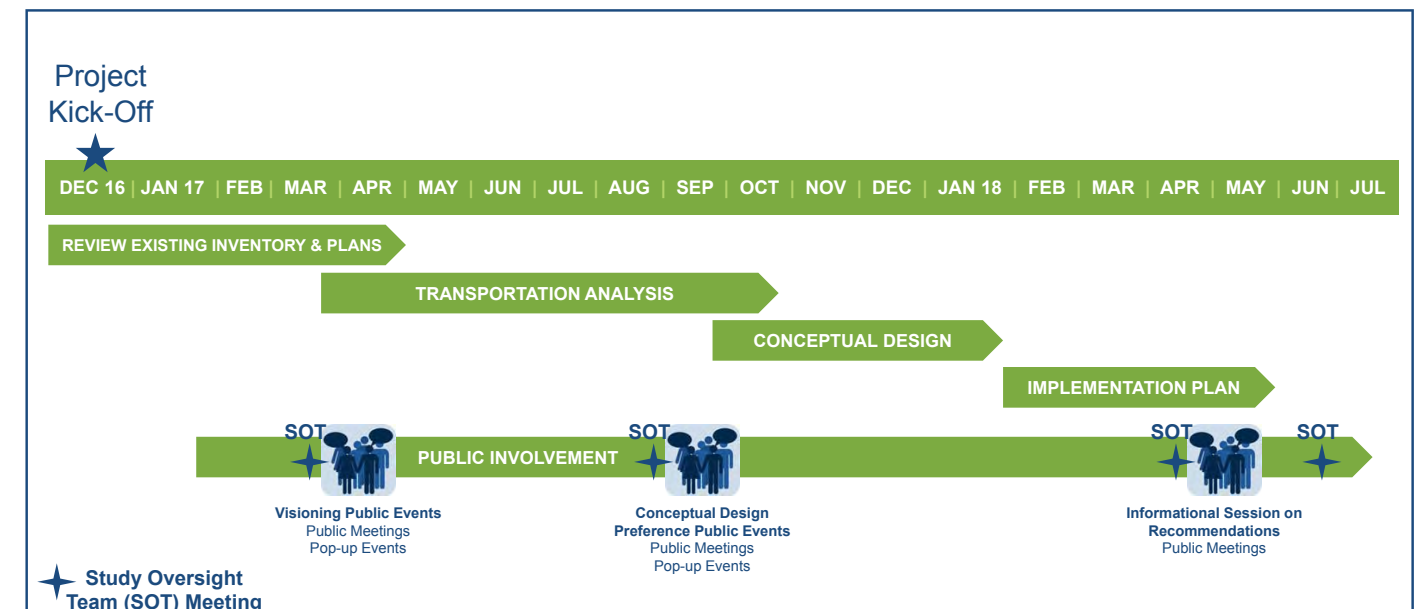 Project
Kick-Off
DEC 16 | JAN 17 | FEB | MAR | APR | MAY | JUN | JUL | AUG | SEP | OCT | NOV | DEC | JAN 18 | FEB | MAR | APR | MAY | JUN | JUL
REVIEW EXISTING INVENTORY & PLANS
TRANSPORTATION ANALYSIS
CONCEPTUAL DESIGN
IMPLEMENTATION PLAN
SOT
SOT
SOT
SOT
PUBLIC INVOLVEMENT
Visioning Public Events
Public Meetings
Pop-up Events
Conceptual Design
Preference Public Events
Public Meetings
Pop-up Events
Informational Session on
Recommendations
Public Meetings
Study Oversight
Team (SOT) Meeting